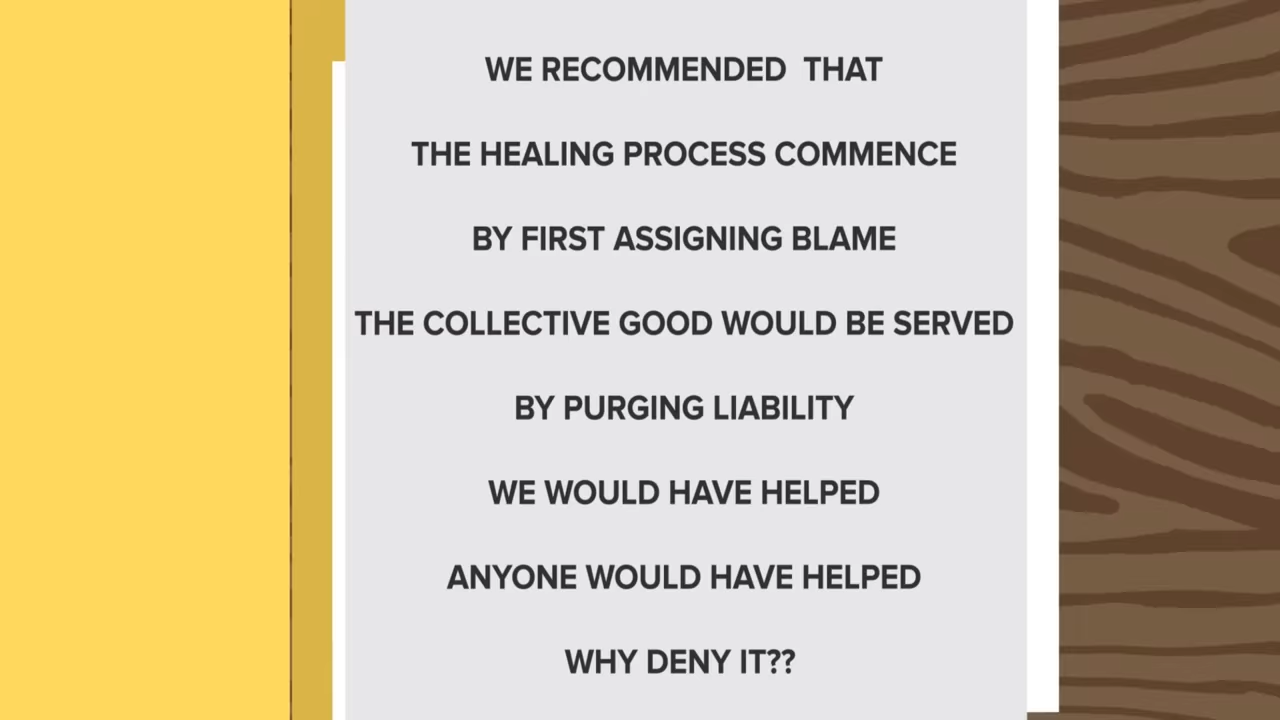 WE RECOMMENDED  THAT
THE HEALING PROCESS COMMENCE
BY FIRST ASSIGNING BLAME
THE COLLECTIVE GOOD WOULD BE SERVED
BY PURGING LIABILITY
WE WOULD HAVE HELPED
ANYONE WOULD HAVE HELPED
WHY DENY IT??